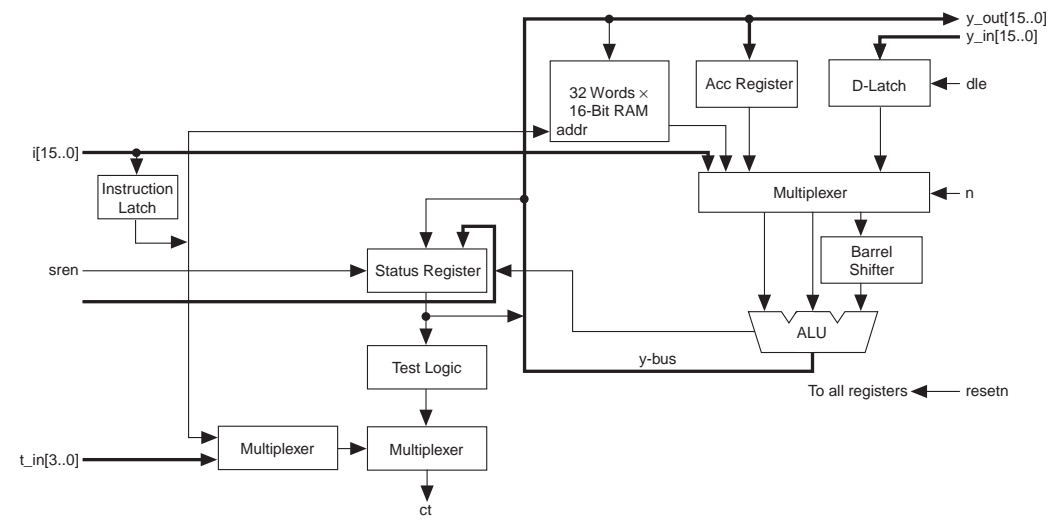 y_out[15..0]
y_in[15..0]
32 Words ×
16-Bit RAM
addr
Acc Register
D-Latch
dle
i[15..0]
Instruction
Latch
Multiplexer
n
Barrel
Shifter
sren
Status Register
ALU
y-bus
Test Logic
To all registers
resetn
Multiplexer
Multiplexer
t_in[3..0]
ct